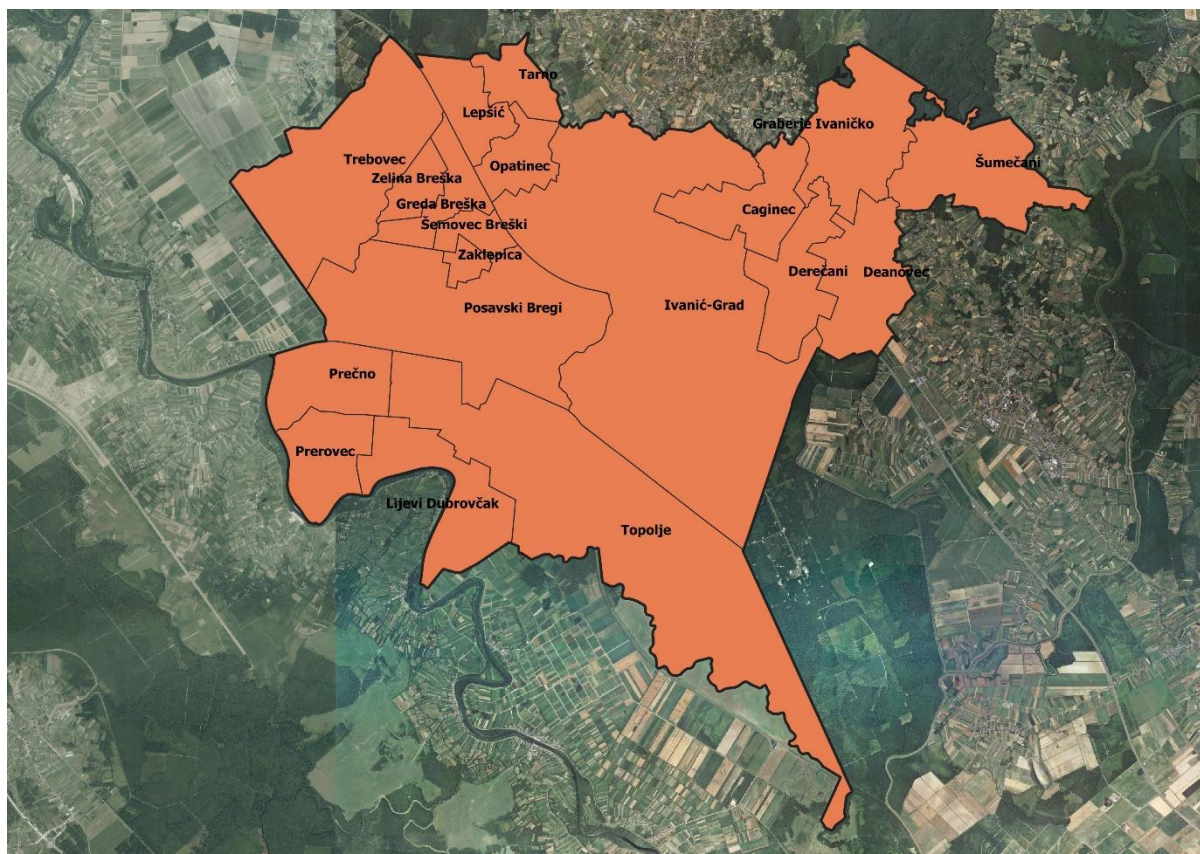 Tarno
Lepšić
Graberje Ivaničko
Trebovec
Opatinec
Šumečani
Zelina Breška
Greda Breška
Caginec
Šemovec Breški
Zaklepica
Derečani
Deanovec
Posavski Bregi
Ivanić-Grad
Prečno
Prerovec
Lijevi Dubrovčak
Topolje